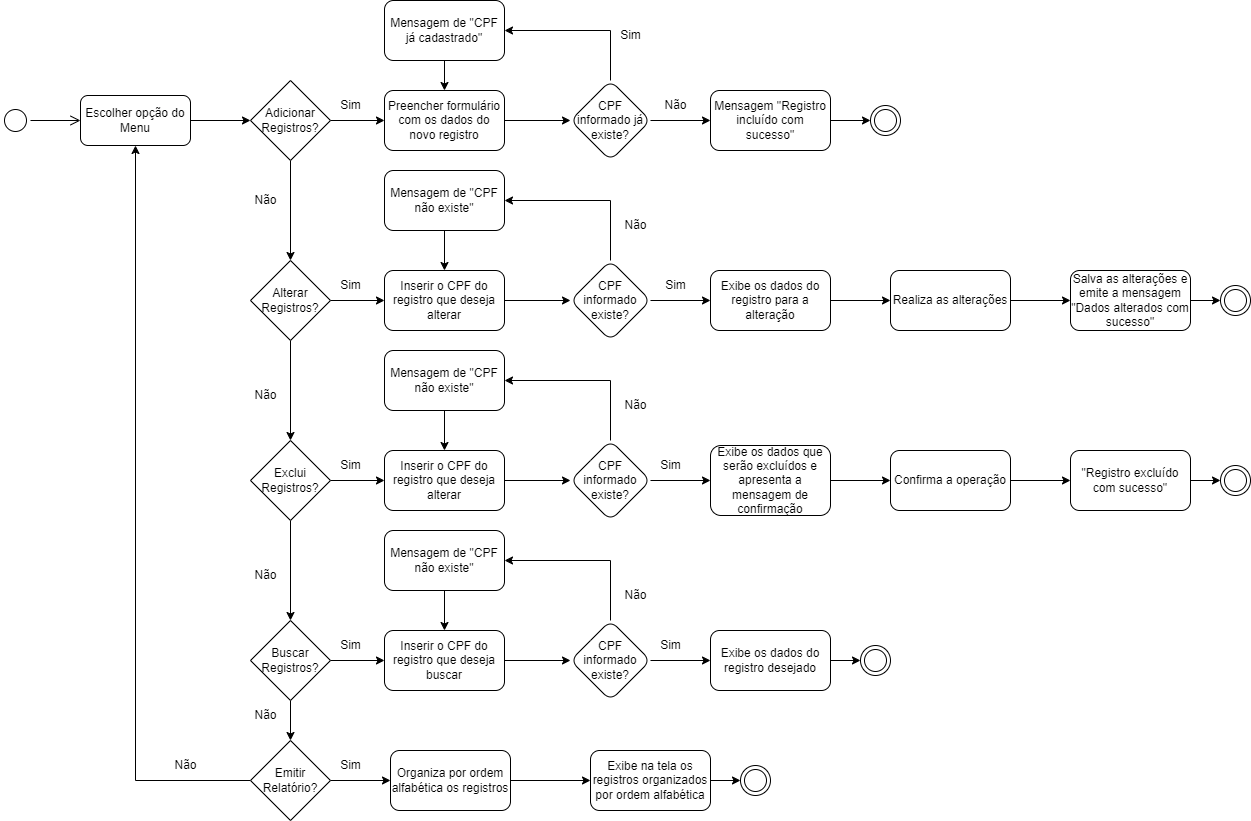 Mensagem de "CPF
já cadastrado"
Sim
Escolher opção do
Menu
Adicionar
Registros?
Sim
Preencher formulário
com os dados do
novo registro
CPF
informado já
existe?
Não
Mensagem "Registro
incluído com
sucesso"
Não
Mensagem de "CPF
não existe"
Não
Alterar
Registros?
Sim
Inserir o CPF do
registro que deseja
alterar
CPF
informado
existe?
Sim
Exibe os dados do
registro para a
alteração
Realiza as alterações
Salva as alterações e
emite a mensagem
"Dados alterados com
sucesso"
Não
Mensagem de "CPF
não existe"
Não
Exclui
Registros?
Sim
Inserir o CPF do
registro que deseja
alterar
CPF
informado
existe?
Sim
Exibe os dados que
serão excluídos e
apresenta a
mensagem de
confirmação
Confirma a operação
"Registro excluído
com sucesso"
Não
Mensagem de "CPF
não existe"
Não
Buscar
Registros?
Sim
Inserir o CPF do
registro que deseja
buscar
CPF
informado
existe?
Sim
Exibe os dados do
registro desejado
Não
Não
Emitir
Relatório?
Sim
Organiza por ordem
alfabética os registros
Exibe na tela os
registros organizados
por ordem alfabética